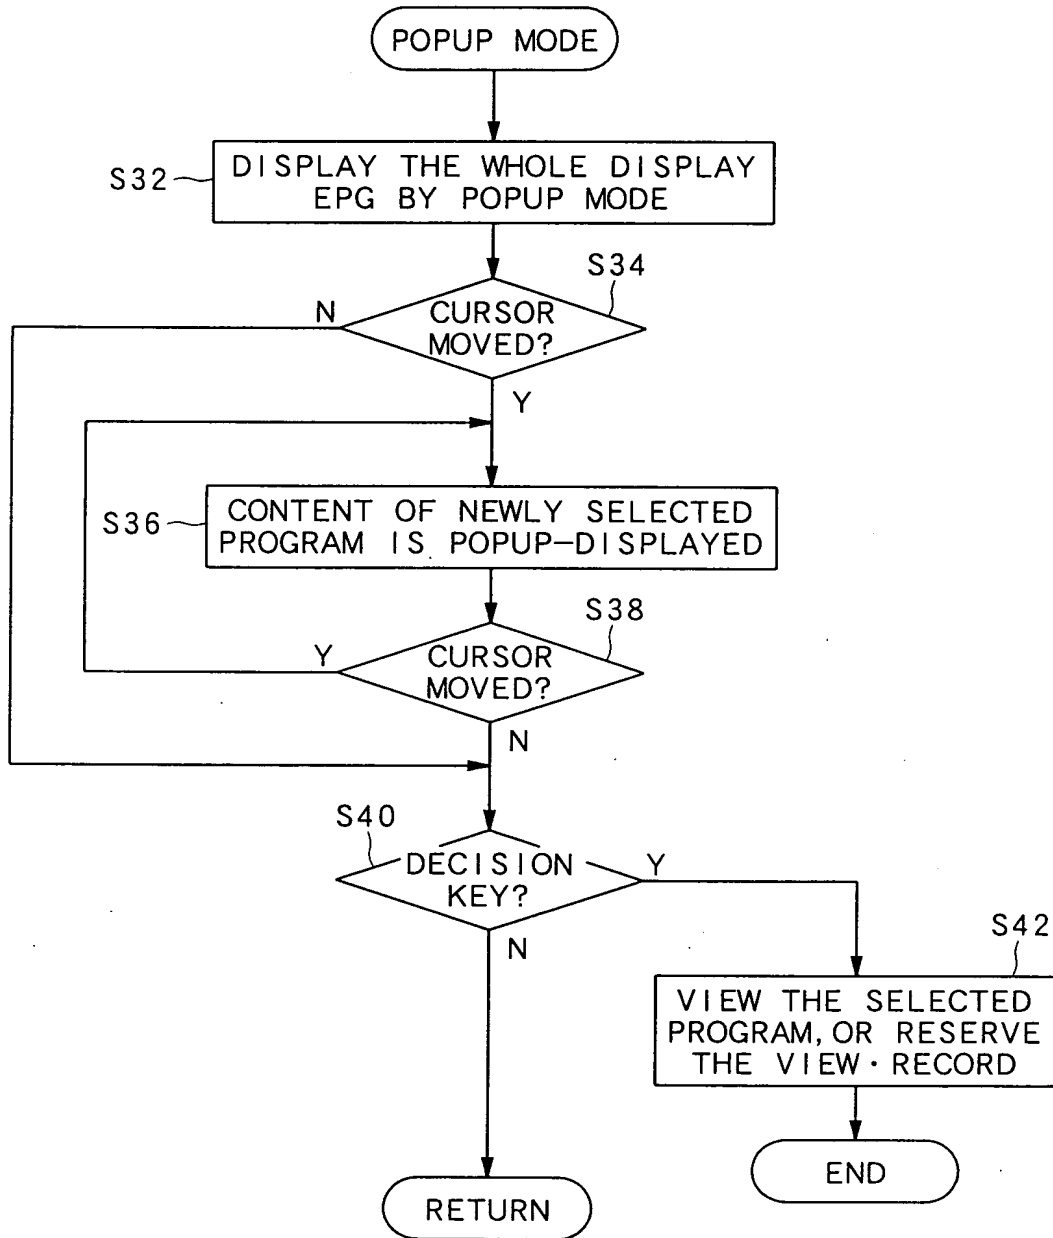 POPUP MODE
S32
DISPLAY THE WHOLE DISPLAY
EPG BY POPUP MODE
S34
N
CURSOR
MOVED?
Y
S36
CONTENT OF NEWLY SELECTED
PROGRAM IS POPUP-DISPLAYED
S38
Y
CURSOR
MOVED?
N
S40
DECISION
KEY?
Y
N
S42
VIEW THE SELECTED
PROGRAM, OR RESERVE
THE VIEW・RECORD
END
RETURN